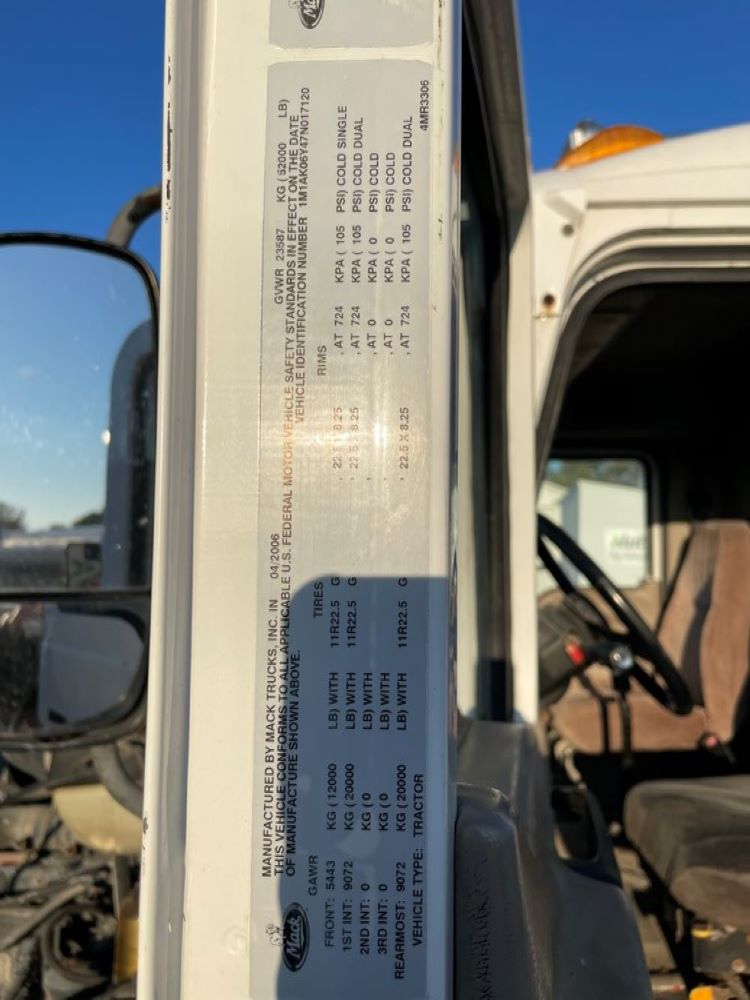 Mack
MANUFACTURED BY MACK TRUCKS, INC. IN 04/2006 GVWR 23587 KG ( 52000 LB)
THIS VEHICLE CONFORMS TO ALL APPLICABLE U.S. FEDERAL MOTOR VEHICLE SAFETY STANDARDS IN EFFECT ON THE DATE
OF MANUFACTURE SHOWN ABOVE. VEHICLE IDENTIFICATION NUMBER 1M1AK06Y47N017120
GAWR TIRES RIMS
FRONT: 5443 KG ( 12000 LB) WITH 11R22.5 G , 22.5 X 8.25 , AT 724 KPA ( 105 PSI) COLD SINGLE
1ST INT: 9072 KG ( 20000 LB) WITH 11R22.5 G , 22.5 X 8.25 , AT 724 KPA ( 105 PSI) COLD DUAL
2ND INT: 0 KG ( 0 LB) WITH , , AT 0 KPA ( 0 PSI) COLD
3RD INT: 0 KG ( 0 LB) WITH , , AT 0 KPA ( 0 PSI) COLD
REARMOST: 9072 KG ( 20000 LB) WITH 11R22.5 G , 22.5 X 8.25 , AT 724 KPA ( 105 PSI) COLD DUAL
VEHICLE TYPE: TRACTOR 4MR3306
Mack